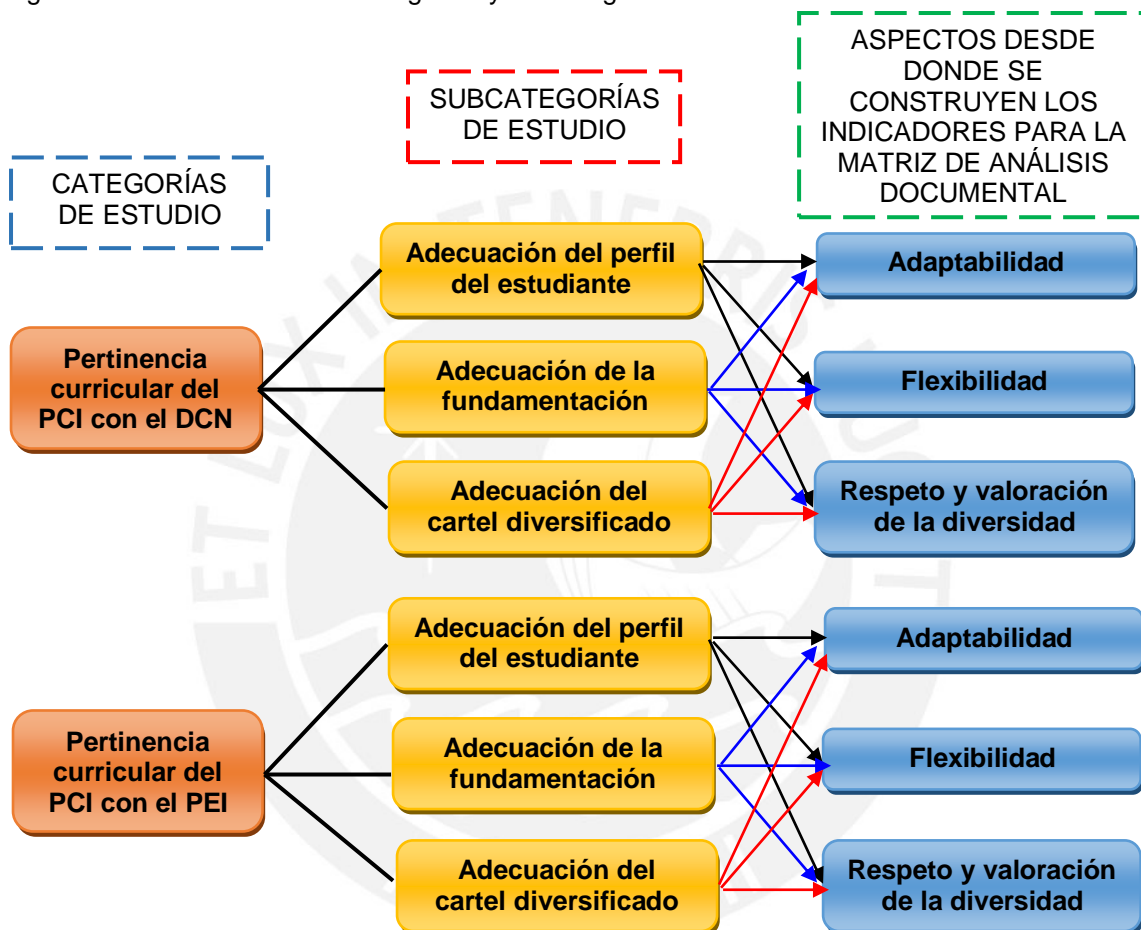 CATEGORÍAS
DE ESTUDIO
SUBCATEGORÍAS
DE ESTUDIO
ASPECTOS DESDE
DONDE SE
CONSTRUYEN LOS
INDICADORES PARA LA
MATRIZ DE ANÁLISIS
DOCUMENTAL
Pertinencia
curricular del
PCI con el DCN
Adecuación del perfil
del estudiante
Adecuación de la
fundamentación
Adecuación del
cartel diversificado
Adaptabilidad
Flexibilidad
Respeto y valoración
de la diversidad
Pertinencia
curricular del
PCI con el PEI
Adecuación del perfil
del estudiante
Adecuación de la
fundamentación
Adecuación del
cartel diversificado
Adaptabilidad
Flexibilidad
Respeto y valoración
de la diversidad